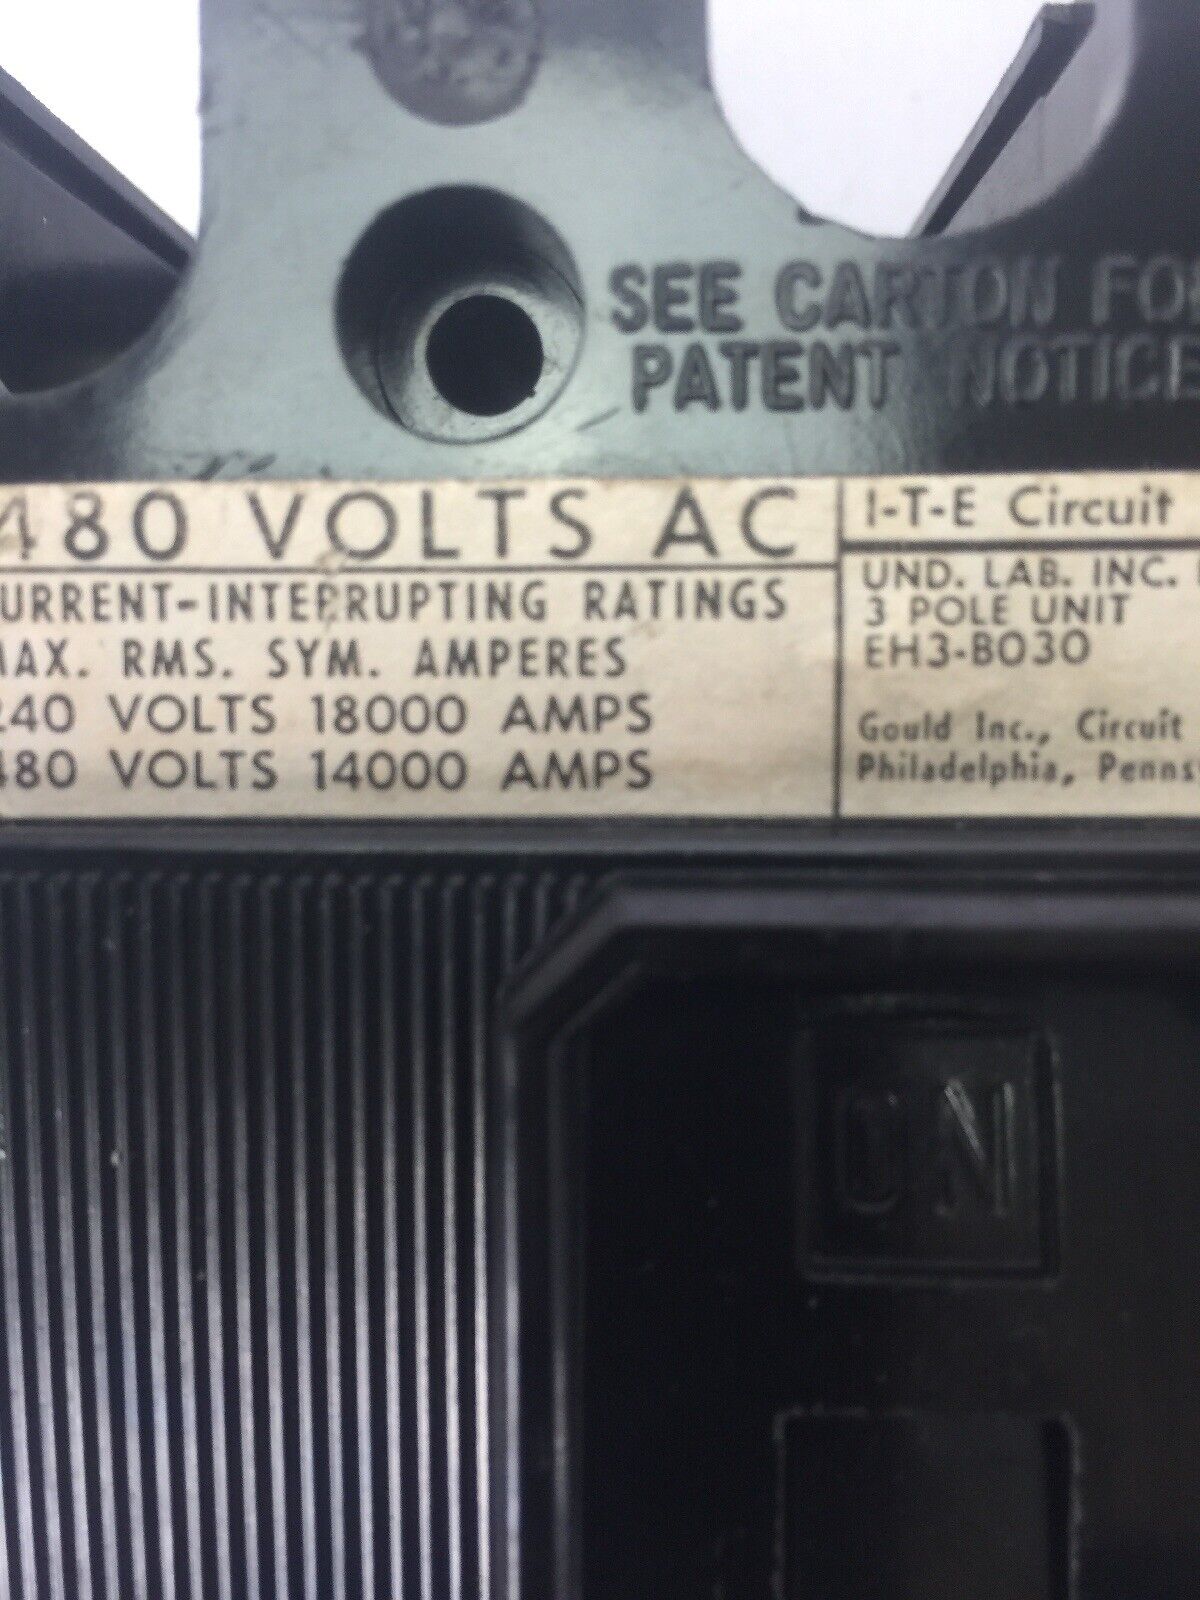 SEE CARTON FO
PATENT NOTICE
480 VOLTS AC
URRENT-INTERRUPTING RATINGS
AX. RMS. SYM. AMPERES
240 VOLTS 18000 AMPS
480 VOLTS 14000 AMPS
I-T-E Circuit
UND. LAB. INC.
3 POLE UNIT
EH3-B030
Gould Inc., Circuit
Philadelphia, Penns
ON